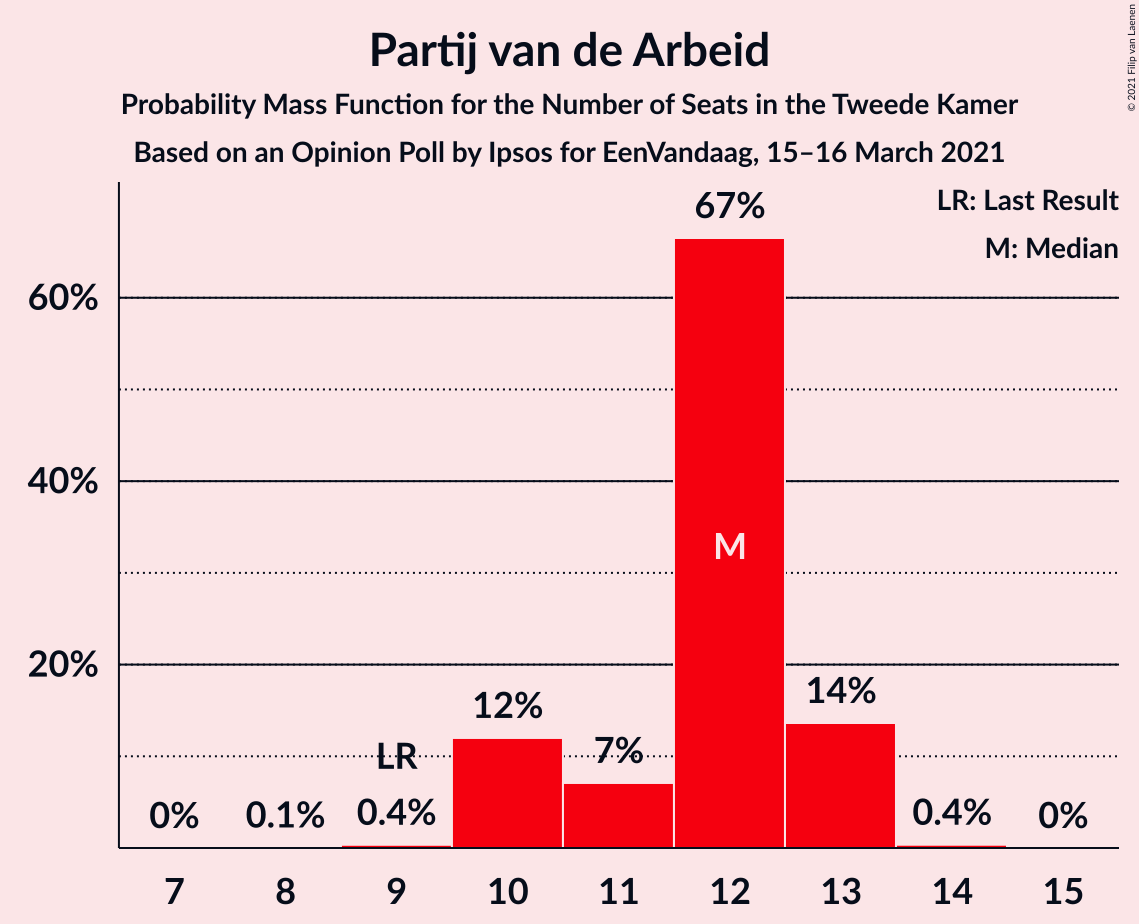 Partij van de Arbeid
Probability Mass Function for the Number of Seats in the Tweede Kamer
Based on an Opinion Poll by Ipsos for EenVandaag, 15–16 March 2021
© 2021 Filip van Laenen
LR: Last Result
M: Median
67%
60%
40%
M
20%
14%
12%
7%
LR
0%
0.1%
0.4%
0.4%
0%
7 8 9 10 11 12 13 14 15